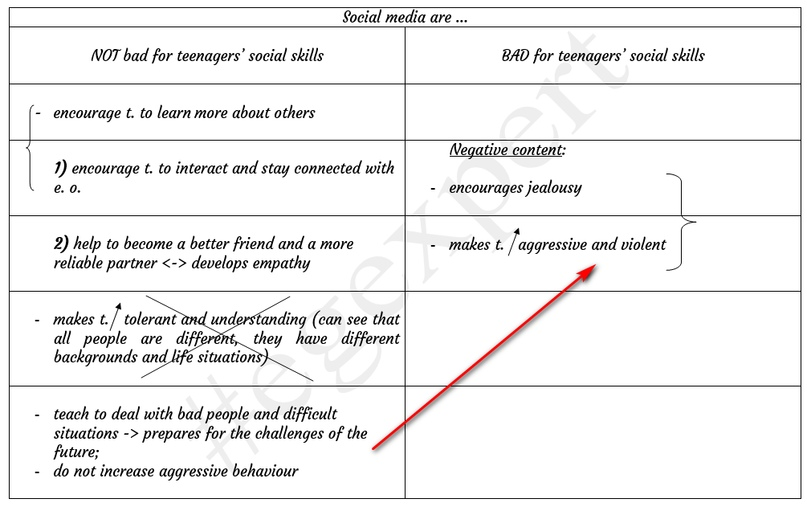 Social media are ...
NOT bad for teenagers' social skills
BAD for teenagers' social skills
- encourage t. to learn more about others
1) encourage t. to interact and stay connected with
e. o.
Negative content:
- encourages jealousy
2) help to become a better friend and a more
reliable partner <-> develops empathy
- makes t. aggressive and violent
- makes t. tolerant and understanding (can see that
all people are different, they have different
backgrounds and life situations)
- teach to deal with bad people and difficult
situations -> prepares for the challenges of the
future;
- do not increase aggressive behaviour
#egexpert